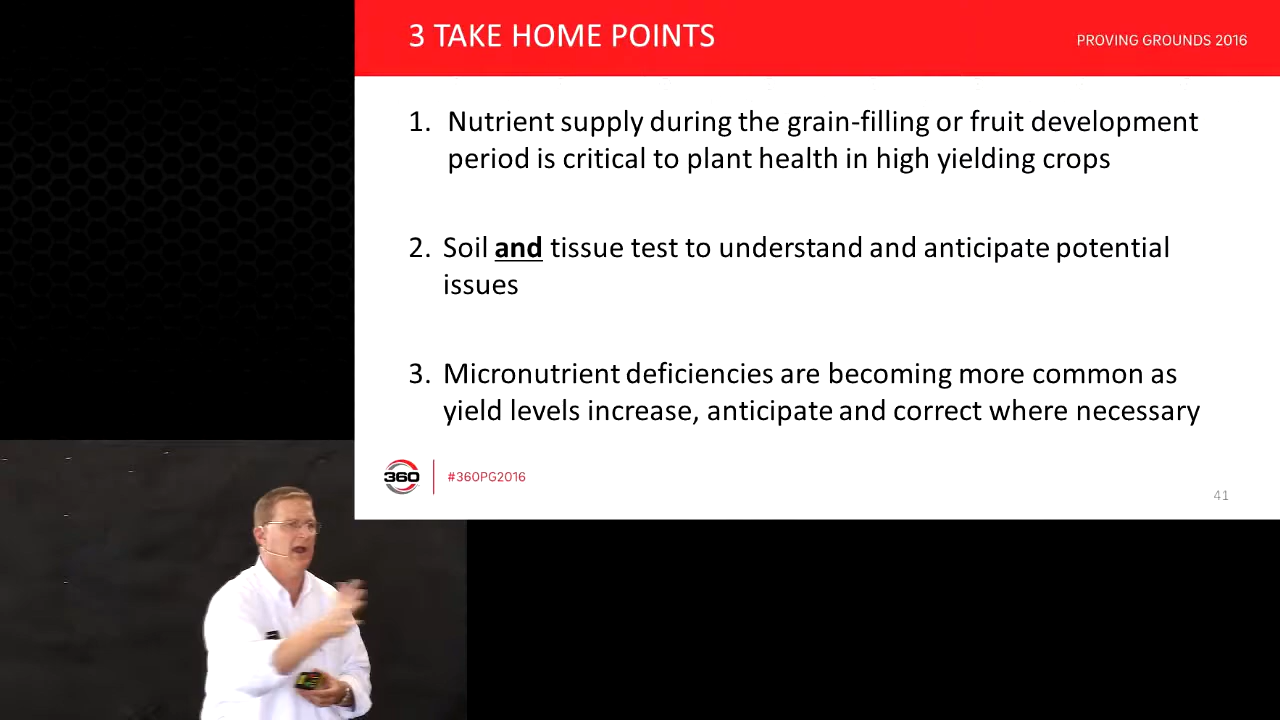 3 TAKE HOME POINTS
PROVING GROUNDS 2016
1. Nutrient supply during the grain-filling or fruit development
period is critical to plant health in high yielding crops
2. Soil and tissue test to understand and anticipate potential
issues
3. Micronutrient deficiencies are becoming more common as
yield levels increase, anticipate and correct where necessary
360
#360PG2016
41